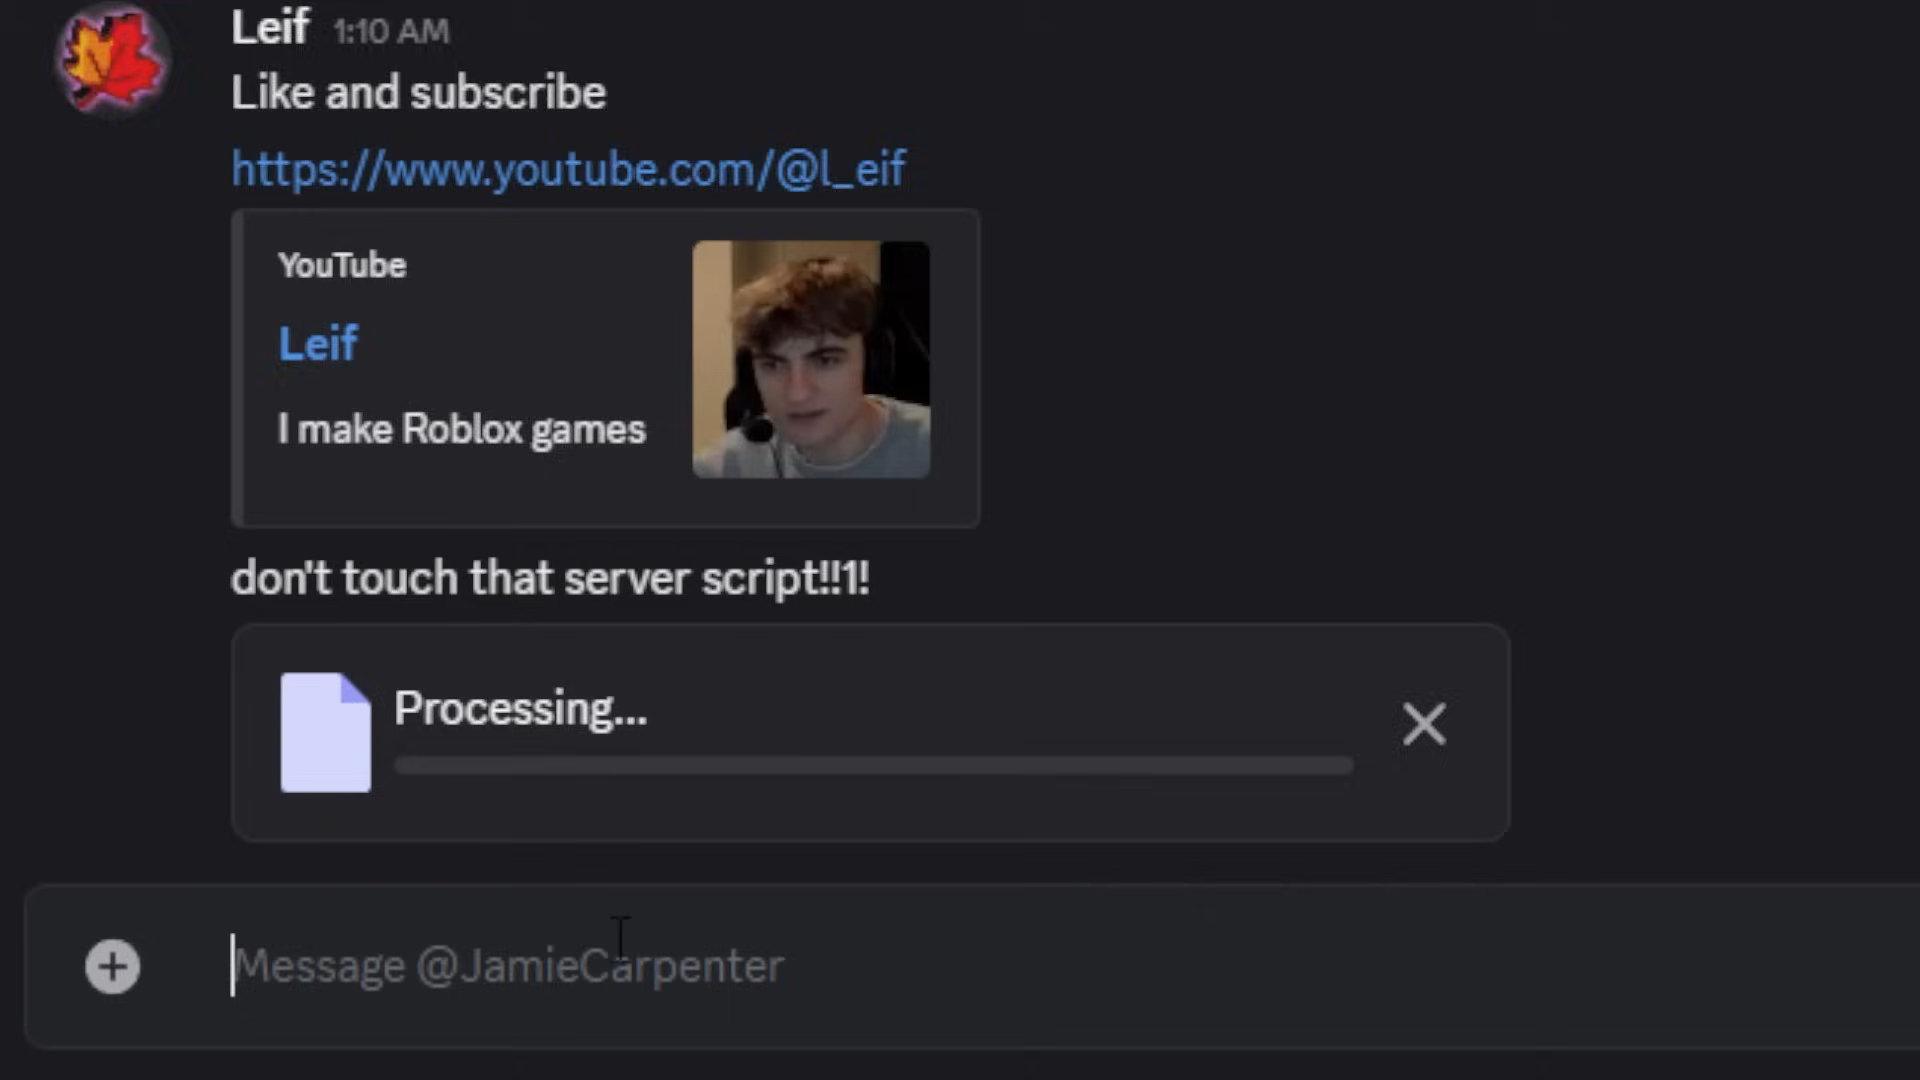 Leif 1:10 AM
Like and subscribe
https://www.youtube.com/@l_eif
YouTube
Leif
I make Roblox games
don't touch that server script!!1!
Processing...
Message @JamieCarpenter